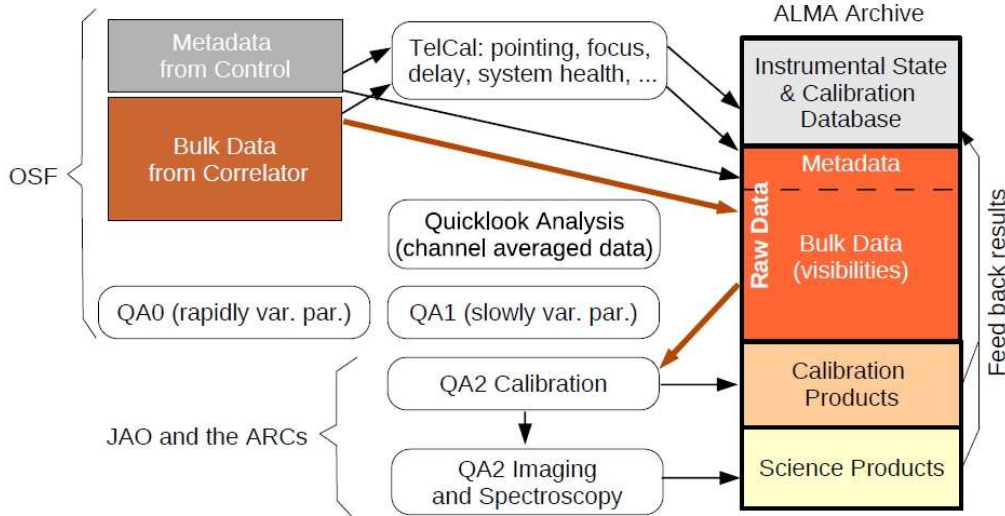 ALMA Archive
Metadada
from Control
TelCal: pointing, focus,
delay, system health, ...
Instrumental State
& Calibration
Database
OSF
Bulk Data
from Correlator
Metadata
Raw Data
Bulk Data
(visibilities)
Quicklook Analysis
(channel averaged data)
QA0 (rapidly var. par.)
QA1 (slowly var. par.)
Feed back results
JAO and the ARCs
QA2 Calibration
Calibration
Products
QA2 Imaging
and Spectroscopy
Science Products